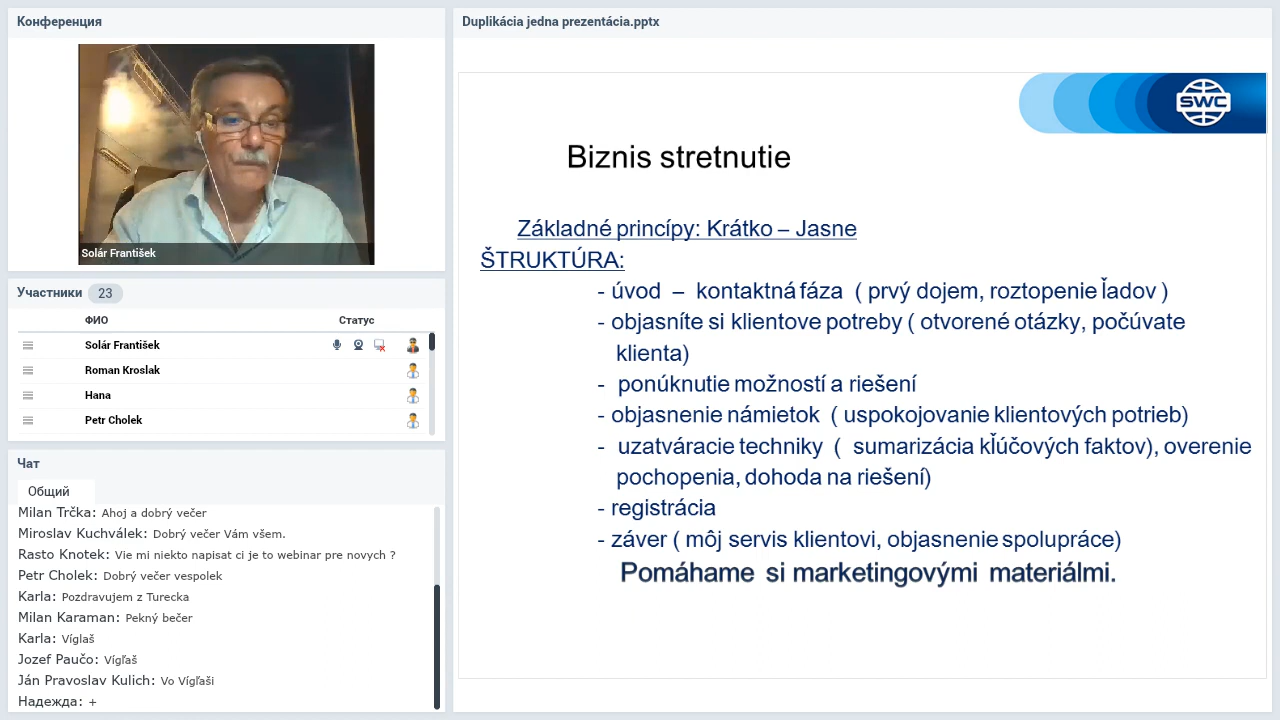 Конференция
Solár František
Участники 23
ФИО Статус
Solár František
Roman Kroslak
Hana
Petr Cholek
Чат
Общий
Milan Trčka: Ahoj a dobrý večer
Miroslav Kuchválek: Dobrý večer Vám všem.
Rasto Knotek: Vie mi niekto napisat ci je to webinar pre novych ?
Petr Cholek: Dobrý večer vespolek
Karla: Pozdravujem z Turecka
Milan Karaman: Pekný bečer
Karla: Víglaš
Jozef Paučo: Vígľaš
Ján Pravoslav Kulich: Vo Vígľaši
Надежда: +
Duplikácia jedna prezentácia.pptx
SWC
Biznis stretnutie
Základné princípy: Krátko – Jasne
ŠTRUKTÚRA:
- úvod – kontaktná fáza ( prvý dojem, roztopenie ľadov )
- objasníte si klientove potreby ( otvorené otázky, počúvate
klienta)
- ponúknutie možností a riešení
- objasnenie námietok ( uspokojovanie klientových potrieb)
- uzatváracie techniky ( sumarizácia kľúčových faktov), overenie
pochopenia, dohoda na riešení)
- registrácia
- záver ( môj servis klientovi, objasnenie spolupráce)
Pomáhame si marketingovými materiálmi.